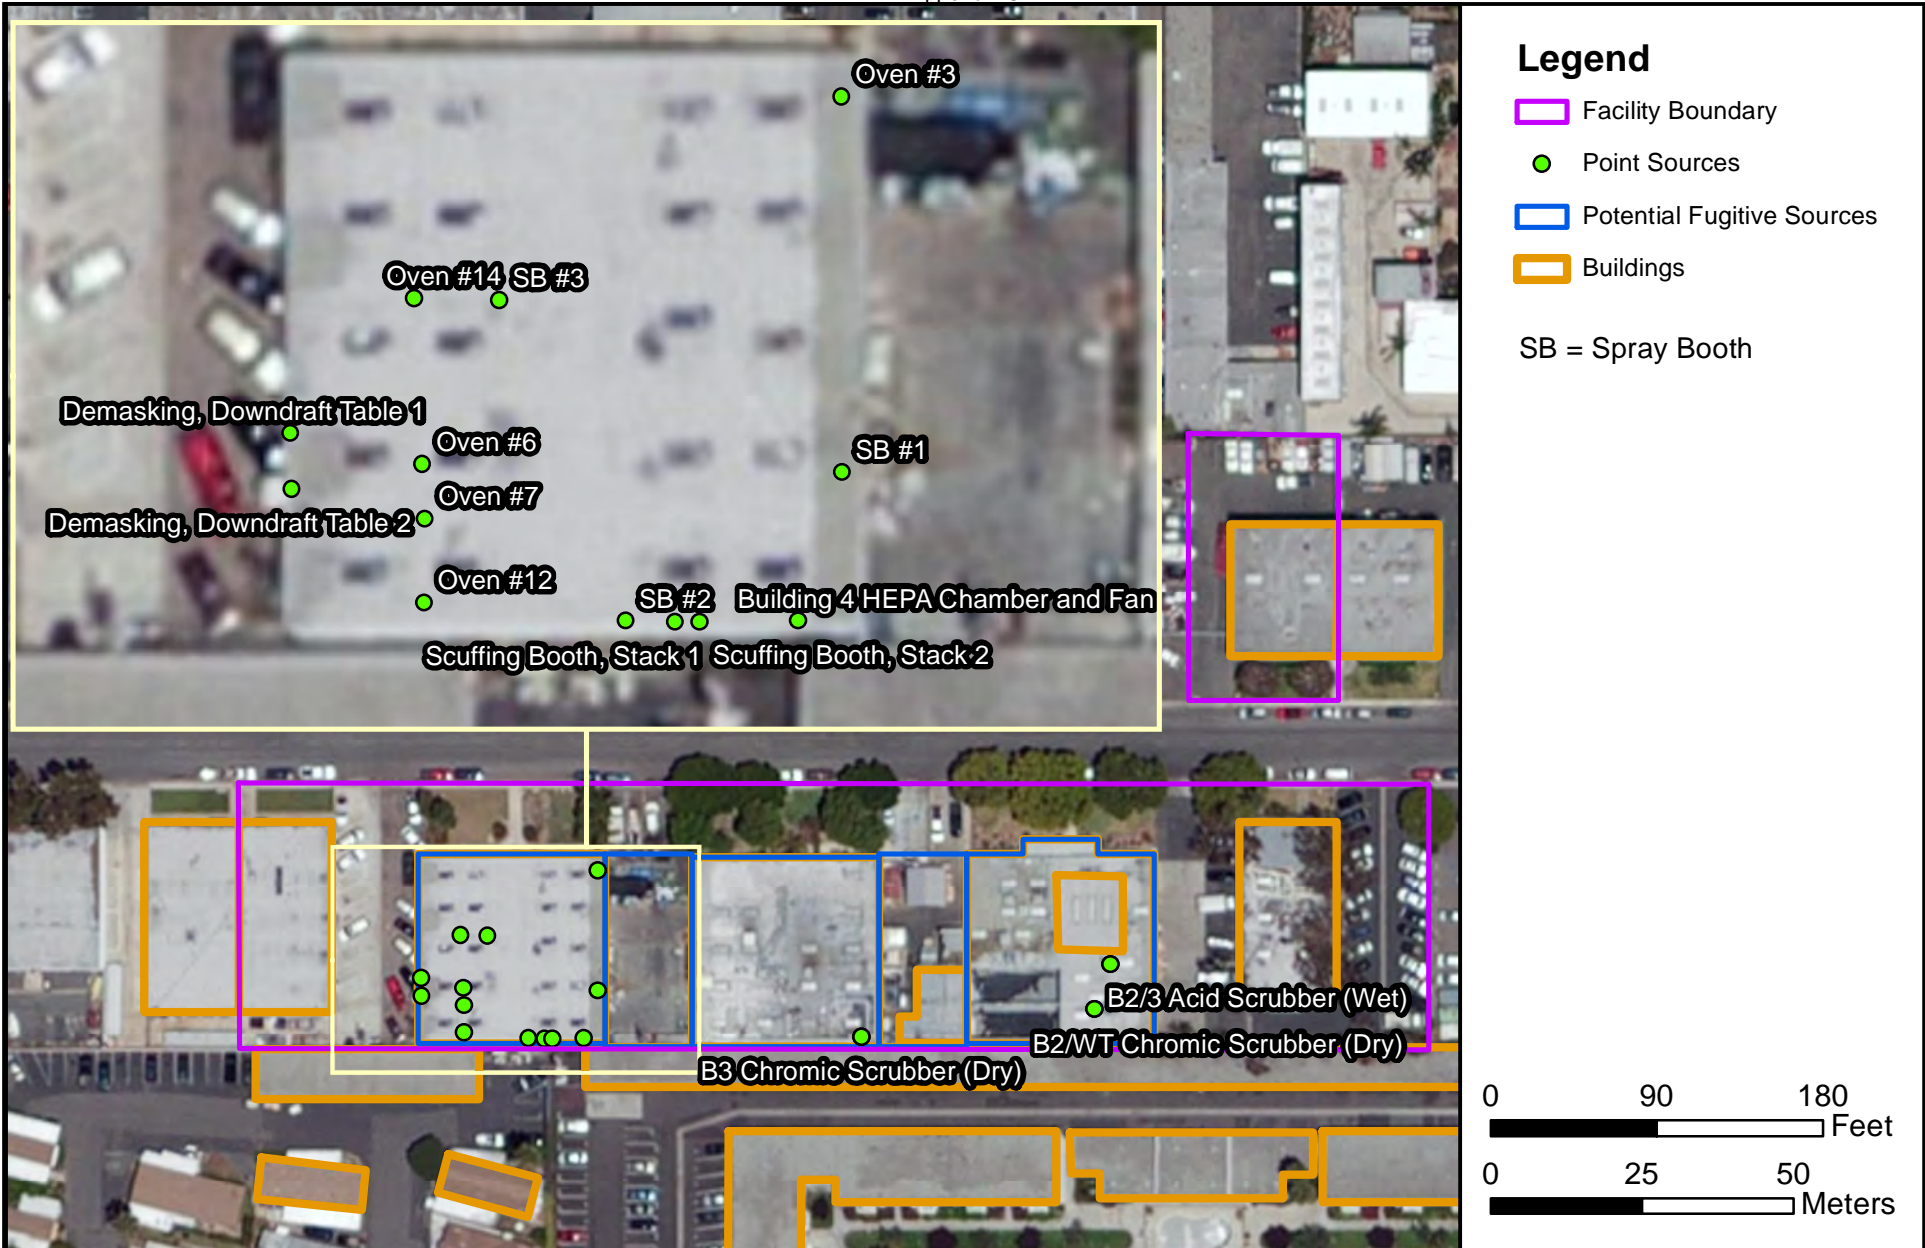 Oven #3
Oven #14
SB #3
Demasking, Downdraft Table 1
Oven #6
SB #1
Oven #7
Demasking, Downdraft Table 2
Oven #12
SB #2
Building 4 HEPA Chamber and Fan
Scuffing Booth, Stack 1
Scuffing Booth, Stack 2
B2/3 Acid Scrubber (Wet)
B2/WT Chromic Scrubber (Dry)
B3 Chromic Scrubber (Dry)
Legend
Facility Boundary
Point Sources
Potential Fugitive Sources
Buildings
SB = Spray Booth
0 90 180
Feet
0 25 50
Meters